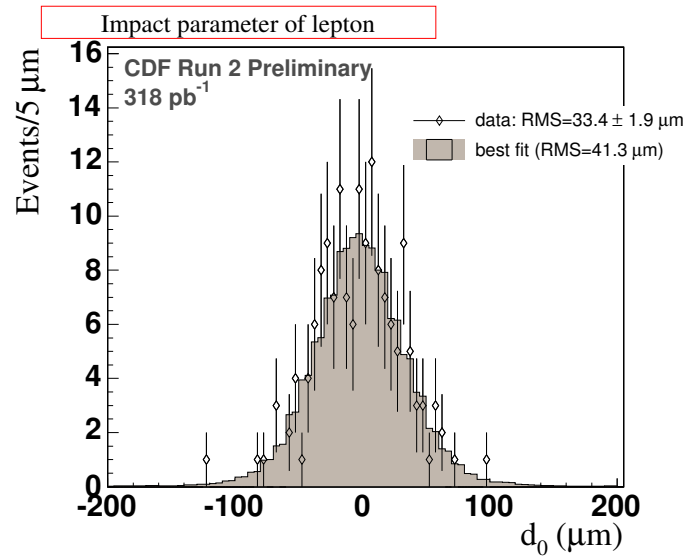 Impact parameter of lepton
Events/5 μm
16
14
12
10
8
6
4
2
0
CDF Run 2 Preliminary
318 pb⁻¹
data: RMS=33.4 ± 1.9 μm
best fit (RMS=41.3 μm)
-200 -100 0 100 200
d₀ (μm)